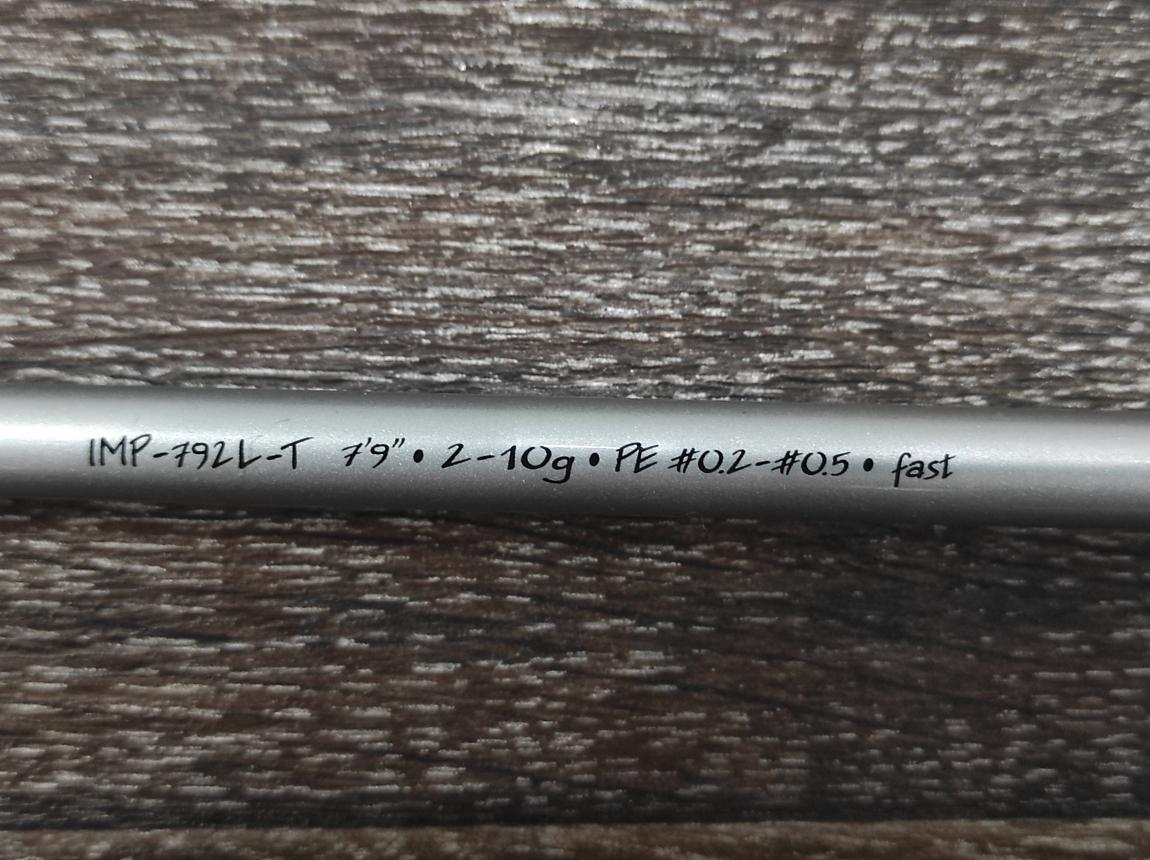 IMP-792L-T 7'9" • 2-10g • PE #0.2-#0.5 • fast